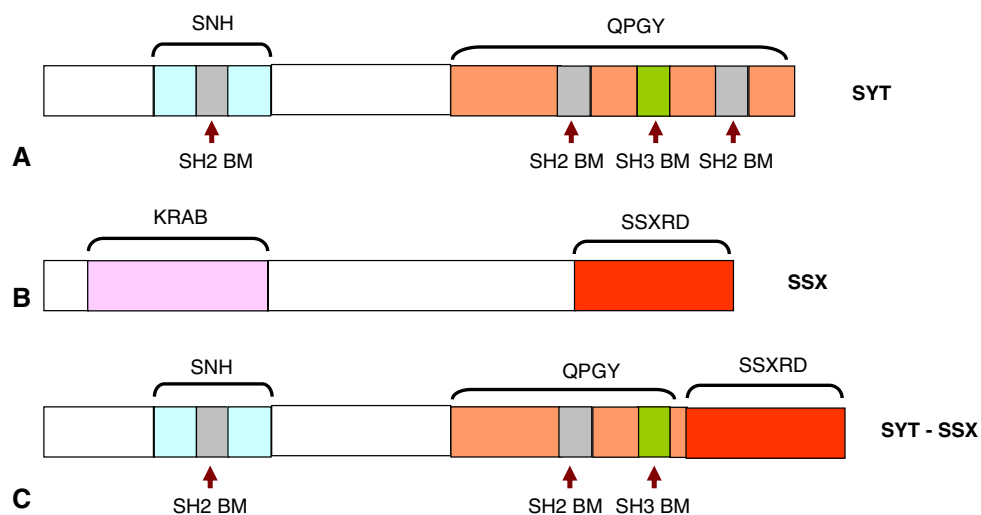 SNH QPGY
SYT
A
SH2 BM SH2 BM SH3 BM SH2 BM
KRAB SSXRD
B SSX
SNH QPGY SSXRD
SYT - SSX
C
SH2 BM SH2 BM SH3 BM